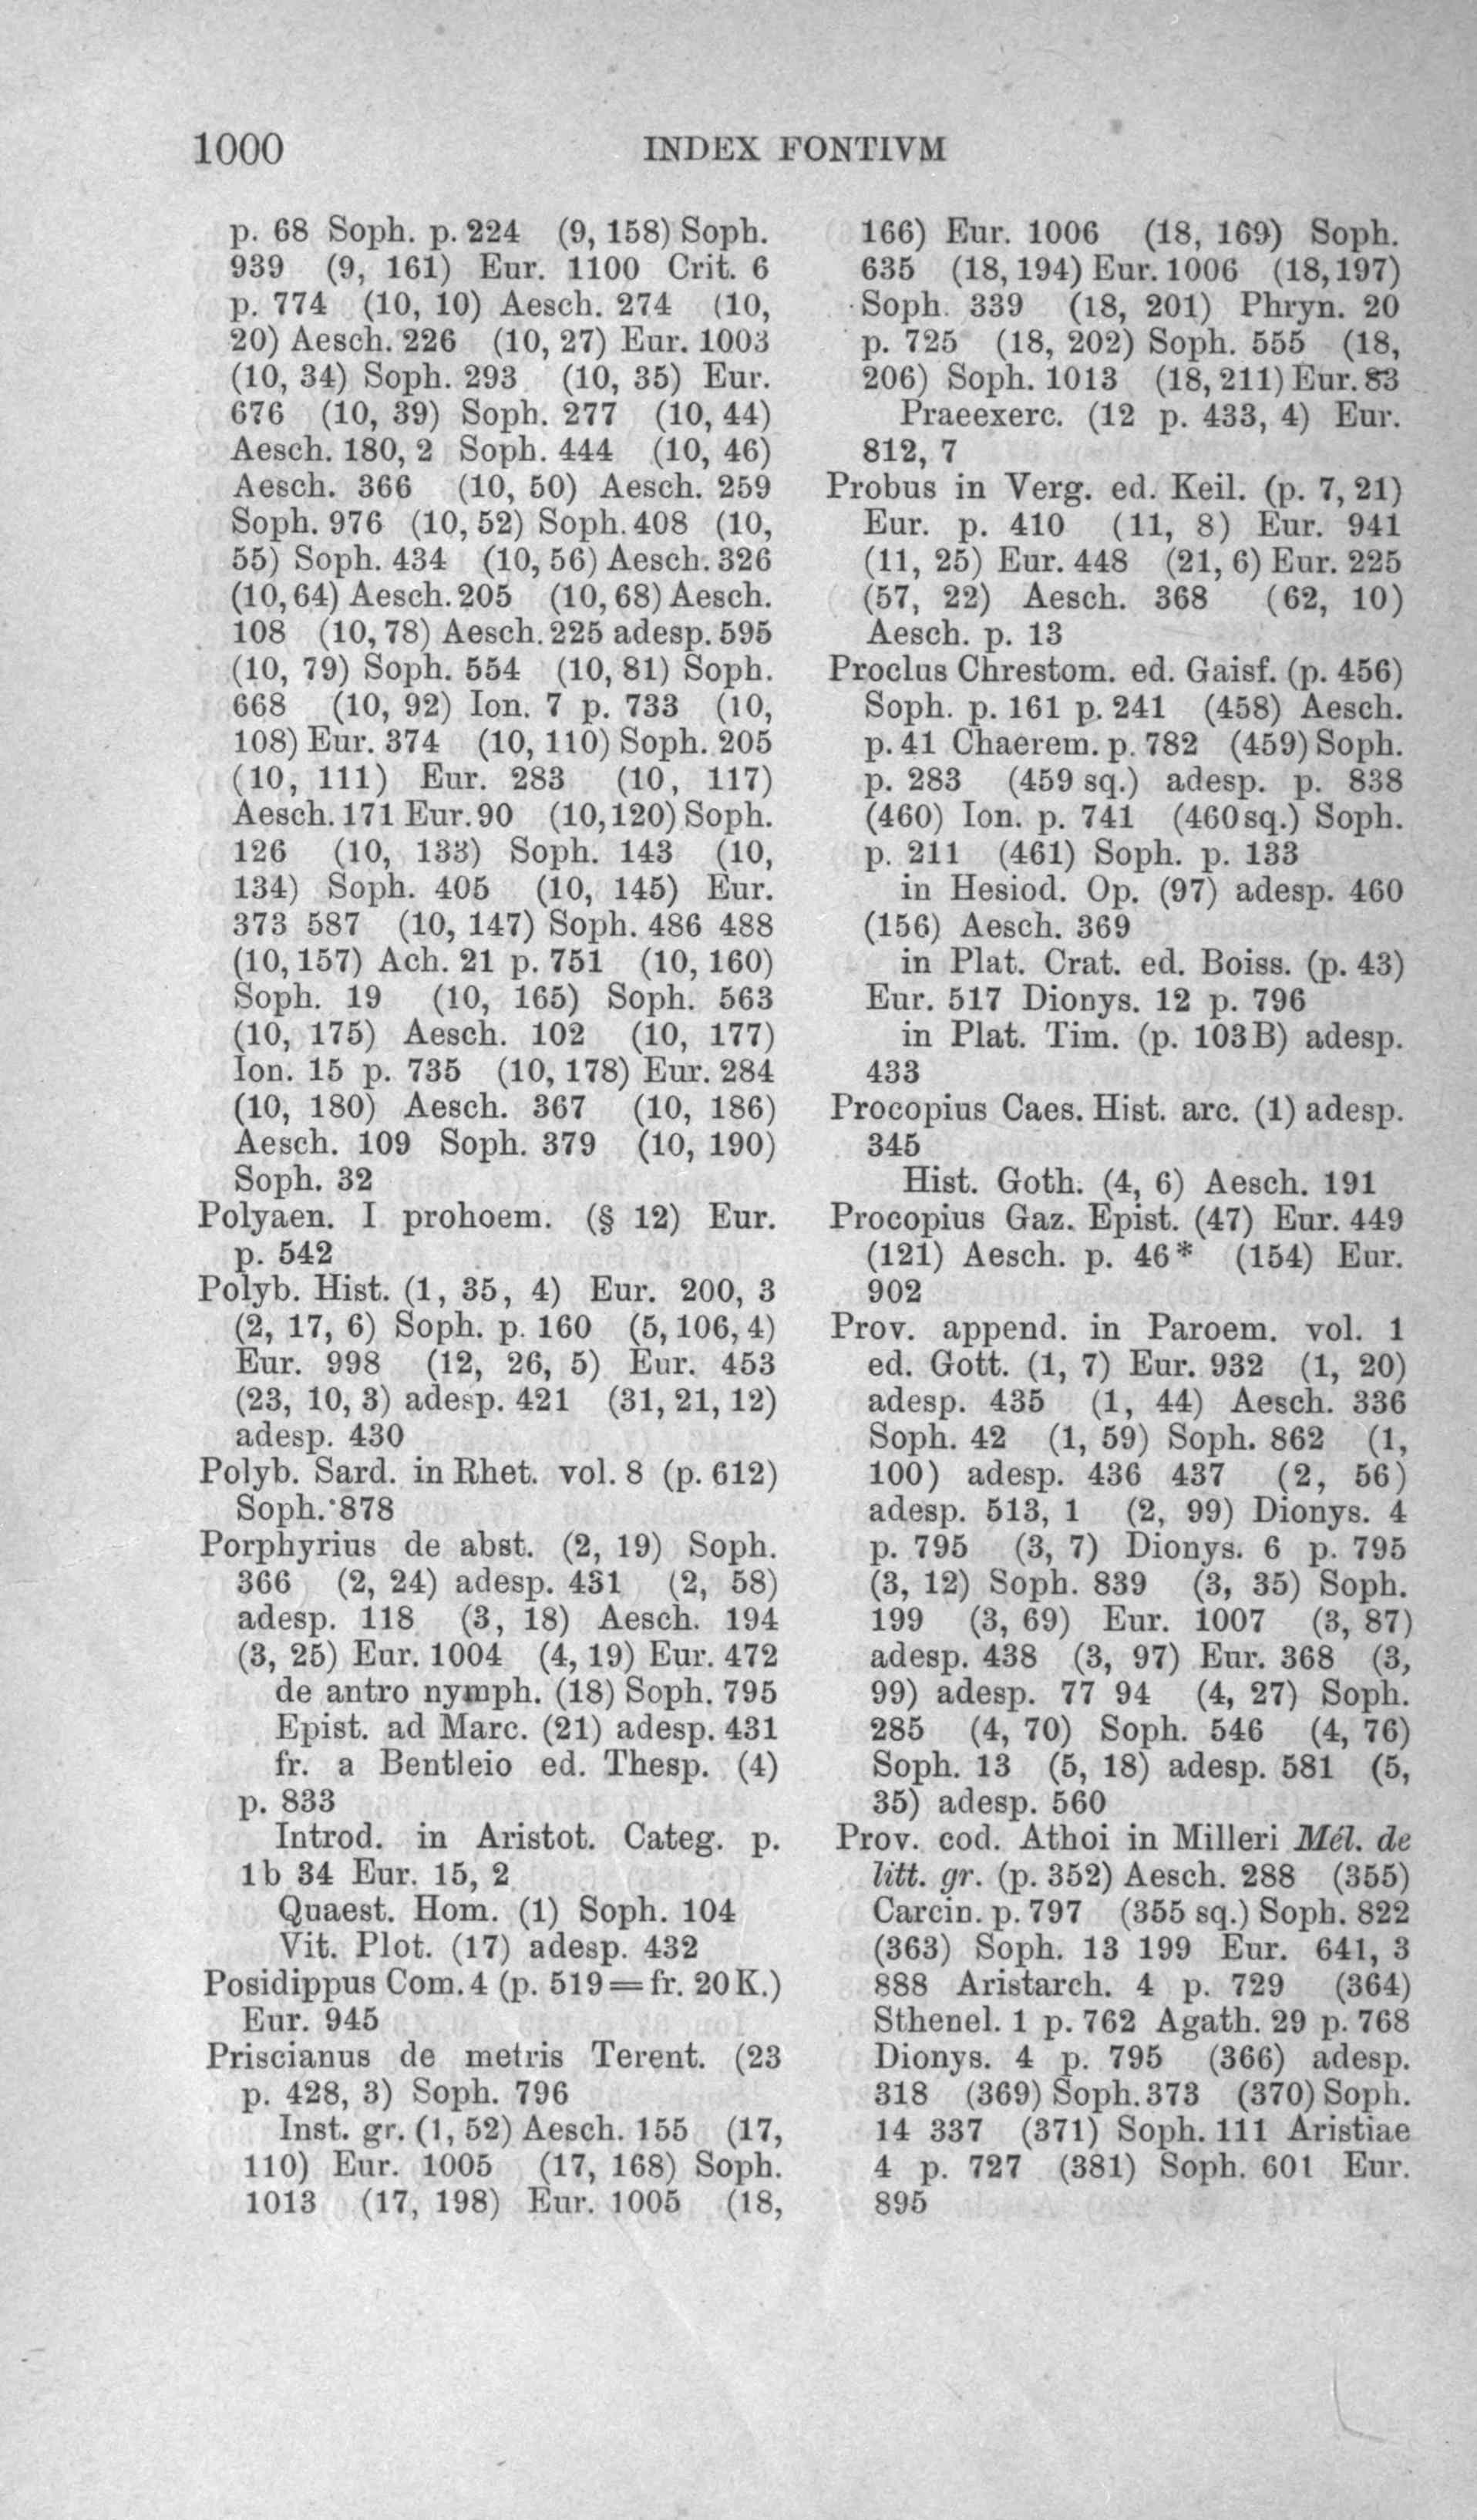 1000 INDEX FONTIVM
p. 68 Soph. p. 224 (9, 158) Soph.
939 (9, 161) Eur. 1100 Crit. 6
p. 774 (10, 10) Aesch. 274 (10,
20) Aesch. 226 (10, 27) Eur. 1003
(10, 34) Soph. 293 (10, 35) Eur.
676 (10, 39) Soph. 277 (10, 44)
Aesch. 180, 2 Soph. 444 (10, 46)
Aesch. 366 (10, 50) Aesch. 259
Soph. 976 (10, 52) Soph. 408 (10,
55) Soph. 434 (10, 56) Aesch. 326
(10, 64) Aesch. 205 (10, 68) Aesch.
108 (10, 78) Aesch. 225 adesp. 595
(10, 79) Soph. 554 (10, 81) Soph.
668 (10, 92) Ion. 7 p. 733 (10,
108) Eur. 374 (10, 110) Soph. 205
(10, 111) Eur. 283 (10, 117)
Aesch. 171 Eur. 90 (10, 120) Soph.
126 (10, 133) Soph. 143 (10,
134) Soph. 405 (10, 145) Eur.
373 587 (10, 147) Soph. 486 488
(10, 157) Ach. 21 p. 751 (10, 160)
Soph. 19 (10, 165) Soph. 563
(10, 175) Aesch. 102 (10, 177)
Ion. 15 p. 735 (10, 178) Eur. 284
(10, 180) Aesch. 367 (10, 186)
Aesch. 109 Soph. 379 (10, 190)
Soph. 32
Polyaen. I prohoem. (§ 12) Eur.
p. 542
Polyb. Hist. (1, 35, 4) Eur. 200, 3
(2, 17, 6) Soph. p. 160 (5, 106, 4)
Eur. 998 (12, 26, 5) Eur. 453
(23, 10, 3) adesp. 421 (31, 21, 12)
adesp. 430
Polyb. Sard. in Rhet. vol. 8 (p. 612)
Soph. 878
Porphyrius de abst. (2, 19) Soph.
366 (2, 24) adesp. 431 (2, 58)
adesp. 118 (3, 18) Aesch. 194
(3, 25) Eur. 1004 (4, 19) Eur. 472
de antro nymph. (18) Soph. 795
Epist. ad Marc. (21) adesp. 431
fr. a Bentleio ed. Thesp. (4)
p. 833
Introd. in Aristot. Categ. p.
1b 34 Eur. 15, 2
Quaest. Hom. (1) Soph. 104
Vit. Plot. (17) adesp. 432
Posidippus Com. 4 (p. 519 = fr. 20 K.)
Eur. 945
Priscianus de metris Terent. (23
p. 428, 3) Soph. 796
Inst. gr. (1, 52) Aesch. 155 (17,
110) Eur. 1005 (17, 168) Soph.
1013 (17, 198) Eur. 1005 (18,
166) Eur. 1006 (18, 169) Soph.
635 (18, 194) Eur. 1006 (18, 197)
Soph. 339 (18, 201) Phryn. 20
p. 725 (18, 202) Soph. 555 (18,
206) Soph. 1013 (18, 211) Eur. 83
Praeexerc. (12 p. 433, 4) Eur.
812, 7
Probus in Verg. ed. Keil. (p. 7, 21)
Eur. p. 410 (11, 8) Eur. 941
(11, 25) Eur. 448 (21, 6) Eur. 225
(57, 22) Aesch. 368 (62, 10)
Aesch. p. 13
Proclus Chrestom. ed. Gaisf. (p. 456)
Soph. p. 161 p. 241 (458) Aesch.
p. 41 Chaerem. p. 782 (459) Soph.
p. 283 (459 sq.) adesp. p. 838
(460) Ion. p. 741 (460 sq.) Soph.
p. 211 (461) Soph. p. 133
in Hesiod. Op. (97) adesp. 460
(156) Aesch. 369
in Plat. Crat. ed. Boiss. (p. 43)
Eur. 517 Dionys. 12 p. 796
in Plat. Tim. (p. 103 B) adesp.
433
Procopius Caes. Hist. arc. (1) adesp.
345
Hist. Goth. (4, 6) Aesch. 191
Procopius Gaz. Epist. (47) Eur. 449
(121) Aesch. p. 46* (154) Eur.
902
Prov. append. in Paroem. vol. 1
ed. Gott. (1, 7) Eur. 932 (1, 20)
adesp. 435 (1, 44) Aesch. 336
Soph. 42 (1, 59) Soph. 862 (1,
100) adesp. 436 437 (2, 56)
adesp. 513, 1 (2, 99) Dionys. 4
p. 795 (3, 7) Dionys. 6 p. 795
(3, 12) Soph. 839 (3, 35) Soph.
199 (3, 69) Eur. 1007 (3, 87)
adesp. 438 (3, 97) Eur. 368 (3,
99) adesp. 77 94 (4, 27) Soph.
285 (4, 70) Soph. 546 (4, 76)
Soph. 13 (5, 18) adesp. 581 (5,
35) adesp. 560
Prov. cod. Athoi in Milleri Mél. de
litt. gr. (p. 352) Aesch. 288 (355)
Carcin. p. 797 (355 sq.) Soph. 822
(363) Soph. 13 199 Eur. 641, 3
888 Aristarch. 4 p. 729 (364)
Sthenel. 1 p. 762 Agath. 29 p. 768
Dionys. 4 p. 795 (366) adesp.
318 (369) Soph. 373 (370) Soph.
14 337 (371) Soph. 111 Aristiae
4 p. 727 (381) Soph. 601 Eur.
895